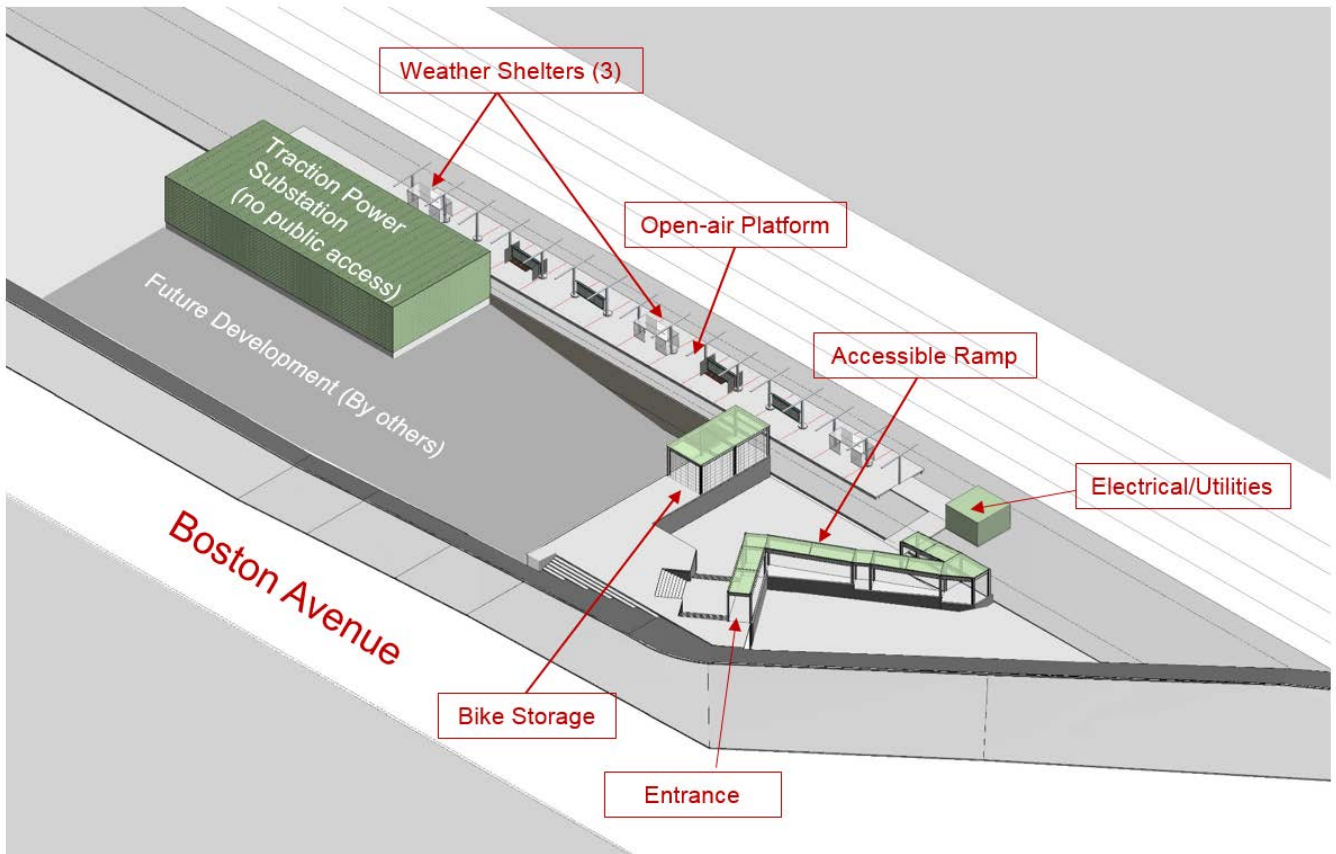 Weather Shelters (3)
Traction Power
Substation
(no public access)
Open-air Platform
Future Development (By others)
Accessible Ramp
Electrical/Utilities
Boston Avenue
Bike Storage
Entrance